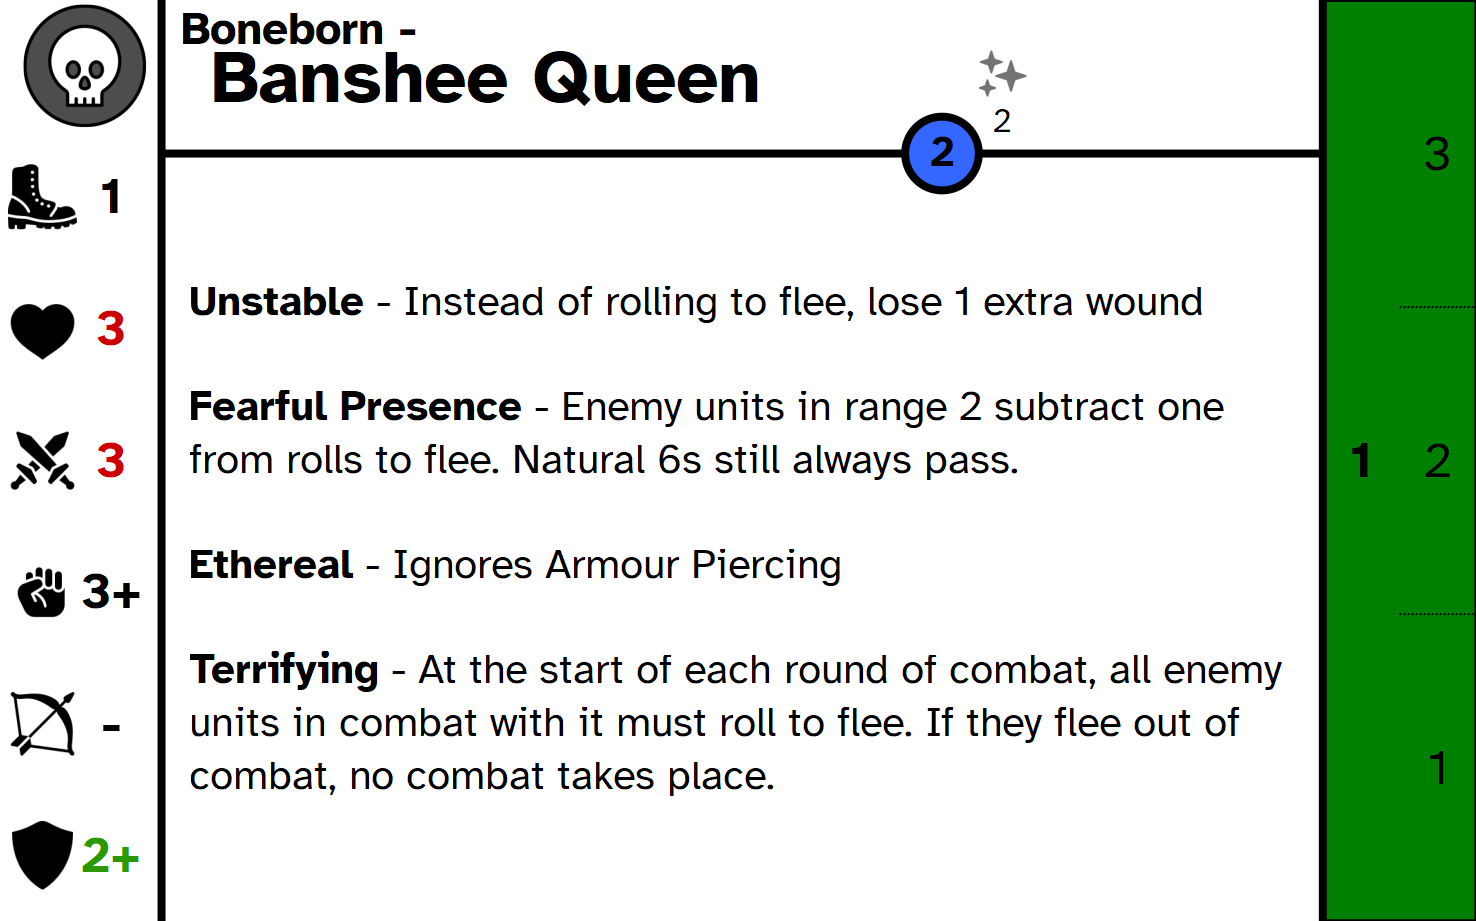 Boneborn -
Banshee Queen
2
2
1
3
3
3+
-
2+
Unstable - Instead of rolling to flee, lose 1 extra wound
Fearful Presence - Enemy units in range 2 subtract one
from rolls to flee. Natural 6s still always pass.
Ethereal - Ignores Armour Piercing
Terrifying - At the start of each round of combat, all enemy
units in combat with it must roll to flee. If they flee out of
combat, no combat takes place.
3
1 2
1